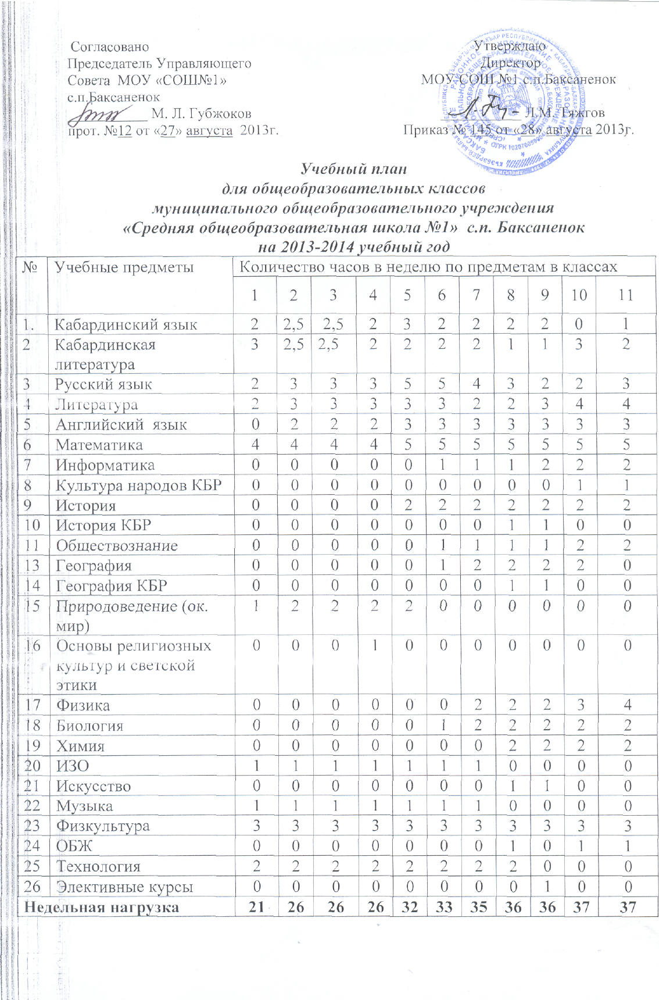 Согласовано
Председатель Управляющего
Совета МОУ «СОШ№1»
с.п.Баксаненок
М. Л. Губжоков
прот. №12 от «27» августа 2013г.
Утверждаю
Директор
МОУ СОШ №1 с.п.Баксаненок
Л.М. Тяжгов
Приказ № 145 от «28» августа 2013г.
Учебный план
для общеобразовательных классов
муниципального общеобразовательного учреждения
«Средняя общеобразовательная школа №1» с.п. Баксаненок
на 2013-2014 учебный год
№ Учебные предметы Количество часов в неделю по предметам в классах
1 2 3 4 5 6 7 8 9 10 11
1. Кабардинский язык 2 2,5 2,5 2 3 2 2 2 2 0 1
2 Кабардинская 3 2,5 2,5 2 2 2 2 1 1 3 2
литература
3 Русский язык 2 3 3 3 5 5 4 3 2 2 3
4 Литература 2 3 3 3 3 3 2 2 3 4 4
5 Английский язык 0 2 2 2 3 3 3 3 3 3 3
6 Математика 4 4 4 4 5 5 5 5 5 5 5
7 Информатика 0 0 0 0 0 1 1 1 2 2 2
8 Культура народов КБР 0 0 0 0 0 0 0 0 0 1 1
9 История 0 0 0 0 2 2 2 2 2 2 2
10 История КБР 0 0 0 0 0 0 0 1 1 0 0
11 Обществознание 0 0 0 0 0 1 1 1 1 2 2
13 География 0 0 0 0 0 1 2 2 2 2 0
14 География КБР 0 0 0 0 0 0 0 1 1 0 0
15 Природоведение (ок. 1 2 2 2 2 0 0 0 0 0 0
мир)
16 Основы религиозных 0 0 0 1 0 0 0 0 0 0 0
культур и светской
этики
17 Физика 0 0 0 0 0 0 2 2 2 3 4
18 Биология 0 0 0 0 0 1 2 2 2 2 2
19 Химия 0 0 0 0 0 0 0 2 2 2 2
20 ИЗО 1 1 1 1 1 1 1 0 0 0 0
21 Искусство 0 0 0 0 0 0 0 1 1 0 0
22 Музыка 1 1 1 1 1 1 1 0 0 0 0
23 Физкультура 3 3 3 3 3 3 3 3 3 3 3
24 ОБЖ 0 0 0 0 0 0 0 1 0 1 1
25 Технология 2 2 2 2 2 2 2 2 0 0 0
26 Элективные курсы 0 0 0 0 0 0 0 0 1 0 0
Недельная нагрузка 21 26 26 26 32 33 35 36 36 37 37